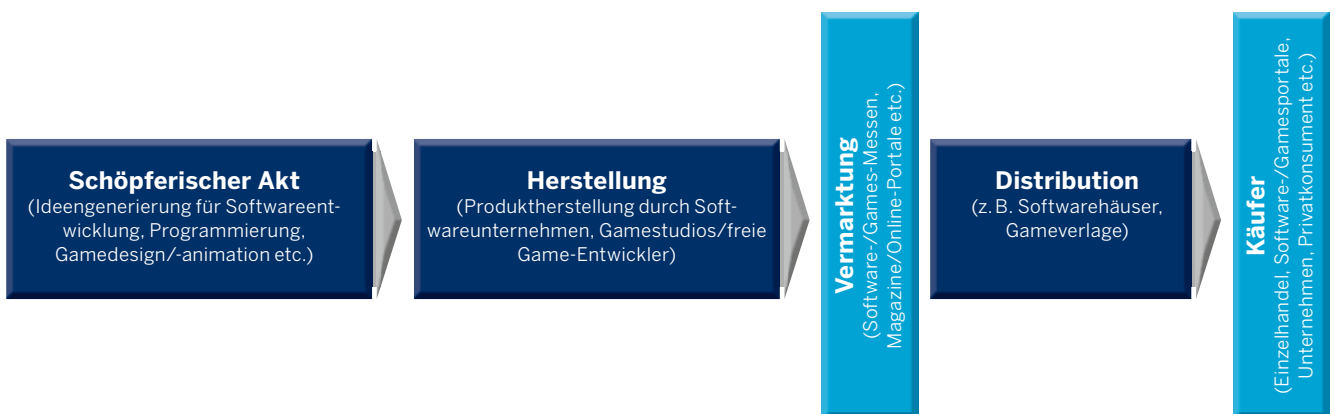 Schöpferischer Akt
(Ideengenerierung für Softwareent-
wicklung, Programmierung,
Gamedesign/-animation etc.)
Herstellung
(Produktherstellung durch Soft-
wareunternehmen, Gamestudios/freie
Game-Entwickler)
Vermarktung
(Software-/Games-Messen,
Magazine/Online-Portale etc.)
Distribution
(z. B. Softwarehäuser,
Gameverlage)
Käufer
(Einzelhandel, Software-/Gamesportale,
Unternehmen, Privatkonsument etc.)